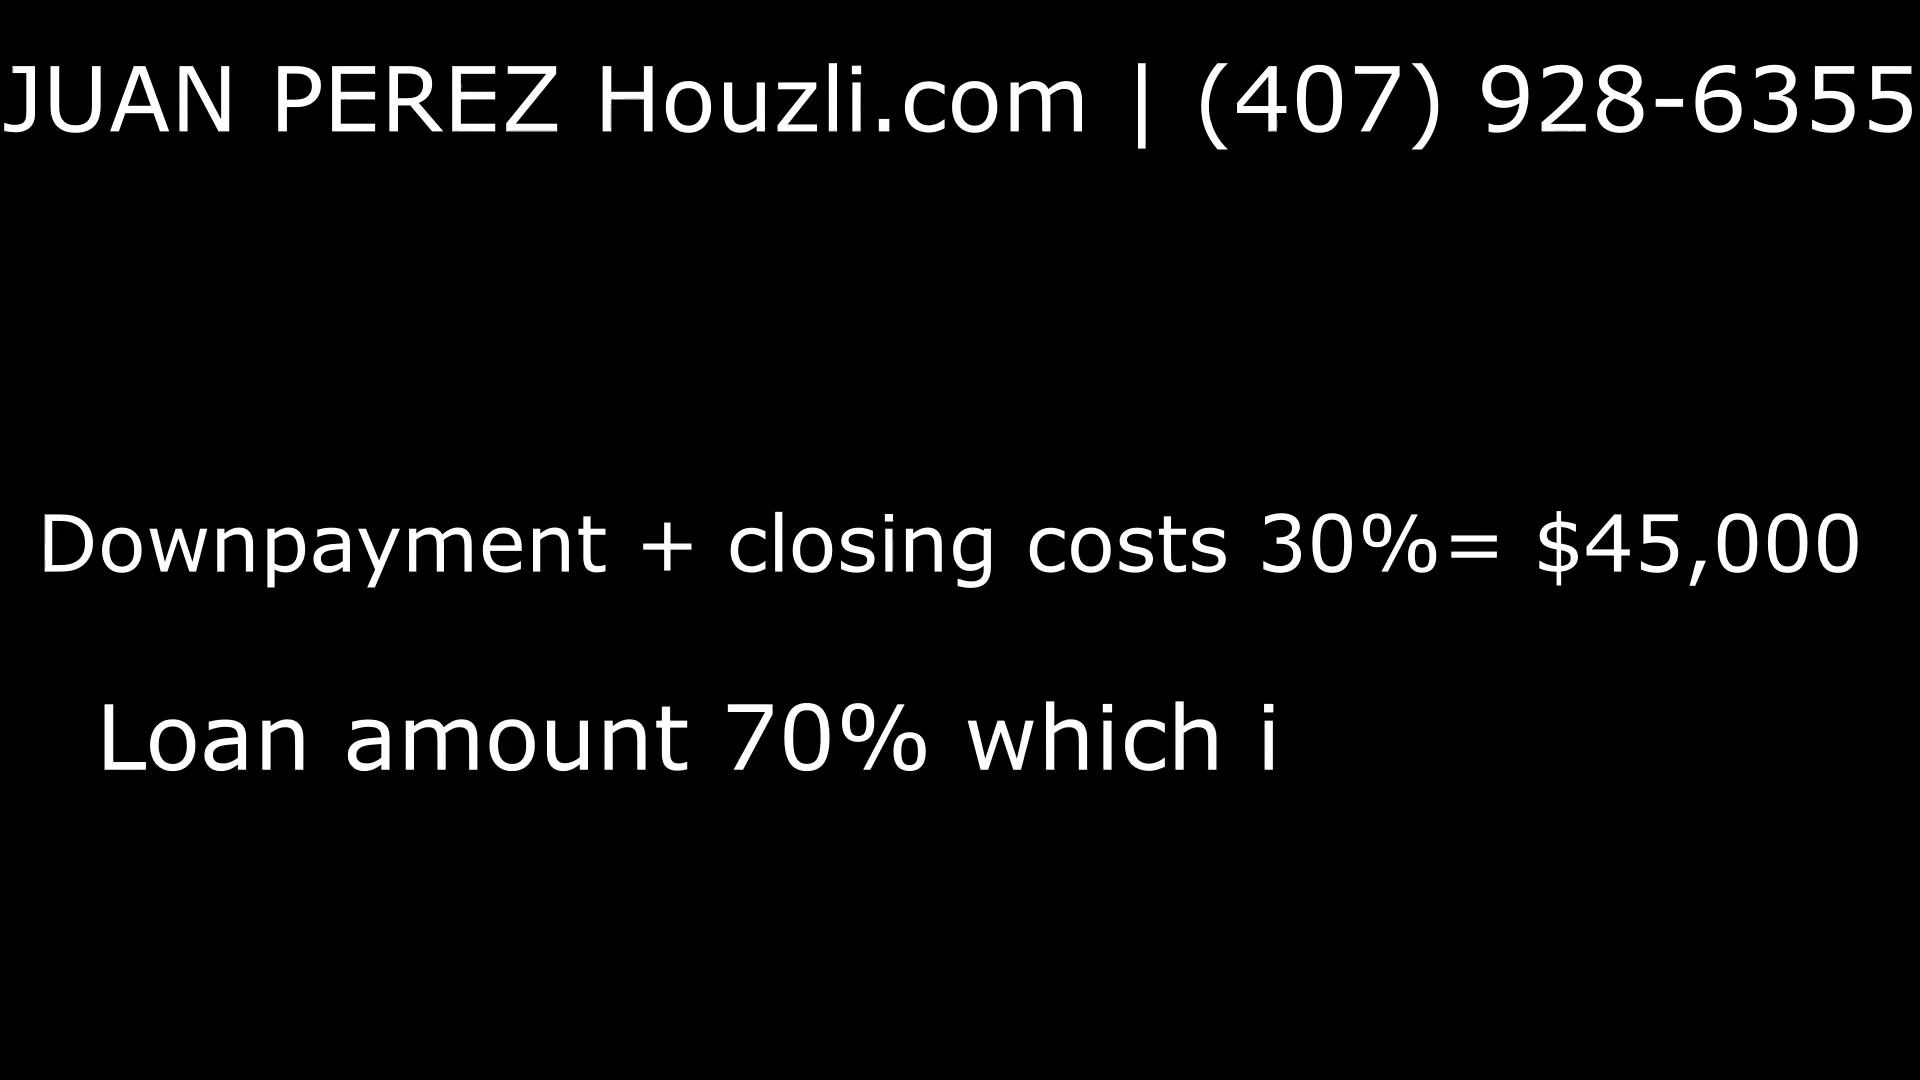 JUAN PEREZ Houzli.com | (407) 928-6355
Downpayment + closing costs 30%= $45,000
Loan amount 70% which i